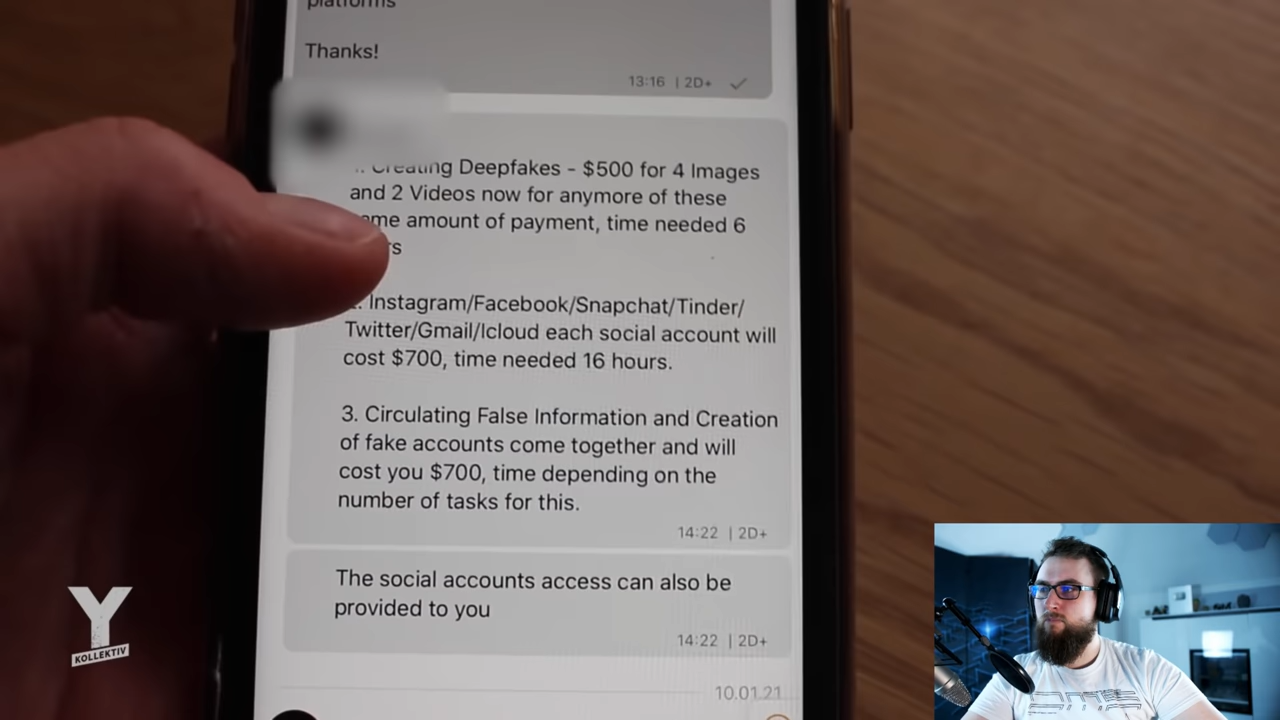 platforms
Thanks!
13:16 | 2D+
Creating Deepfakes - $500 for 4 Images
and 2 Videos now for anymore of these
amount of payment, time needed 6
Instagram/Facebook/Snapchat/Tinder/
Twitter/Gmail/Icloud each social account will
cost $700, time needed 16 hours.
3. Circulating False Information and Creation
of fake accounts come together and will
cost you $700, time depending on the
number of tasks for this.
14:22 | 2D+
The social accounts access can also be
provided to you
14:22 | 2D+
10.01.21
Y
KOLLEKTIV